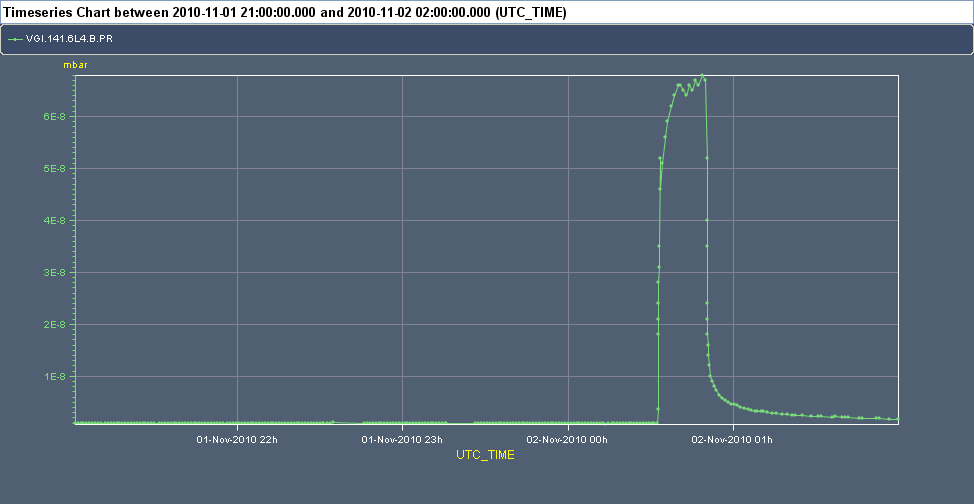 Timeseries Chart between 2010-11-01 21:00:00.000 and 2010-11-02 02:00:00.000 (UTC_TIME)
VGI.141.6L4.B.PR
mbar
6E-8
5E-8
4E-8
3E-8
2E-8
1E-8
01-Nov-2010 22h 01-Nov-2010 23h 02-Nov-2010 00h 02-Nov-2010 01h
UTC_TIME